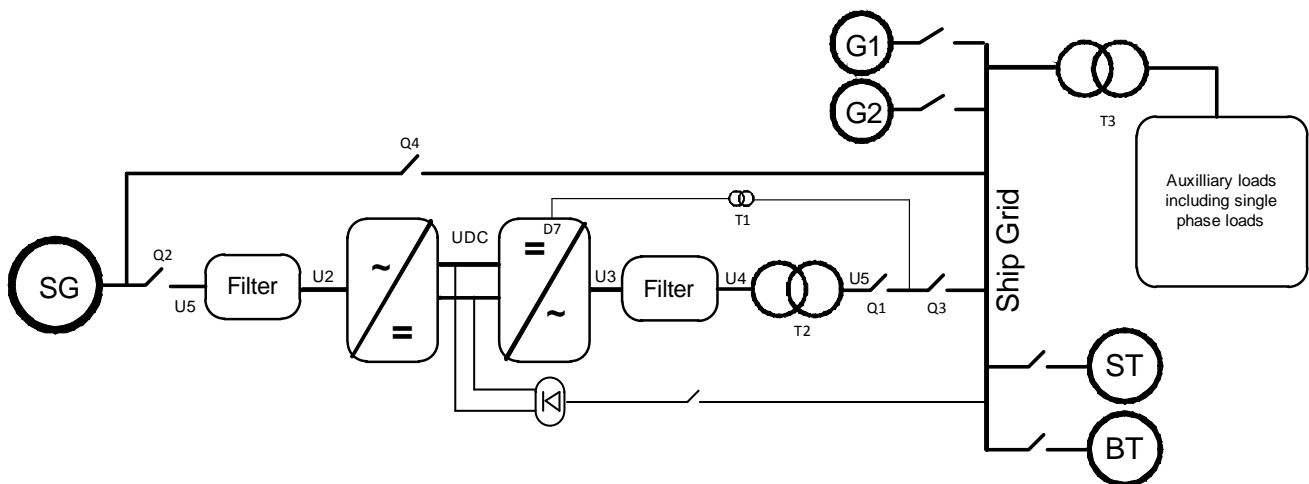 G1
G2
T3
Auxilliary loads
including single
phase loads
Q4
T1
SG
Q2
U5
Filter
U2
~
=
UDC
D7
=
~
U3
Filter
U4
T2
U5
Q1
Q3
Ship Grid
ST
BT